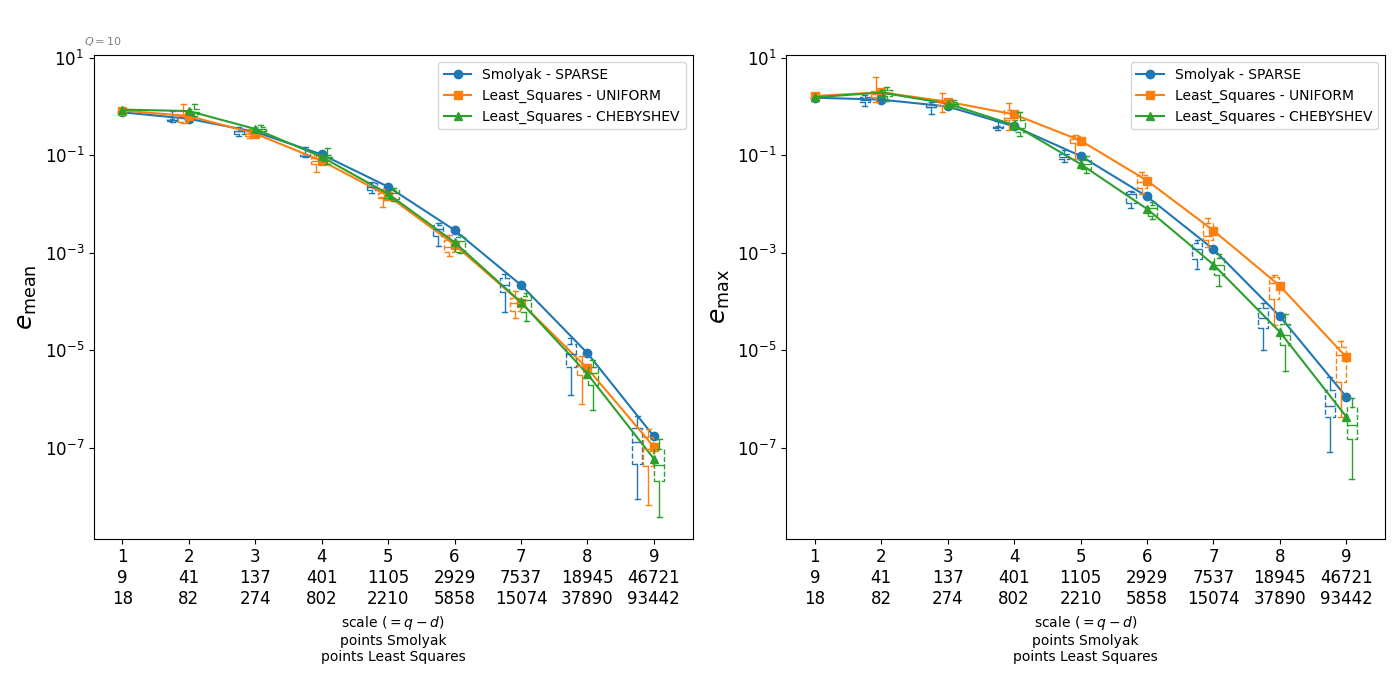 Q = 10
10^1
10^-1
10^-3
10^-5
10^-7
e_mean
Smolyak - SPARSE
Least_Squares - UNIFORM
Least_Squares - CHEBYSHEV
1 2 3 4 5 6 7 8 9
9 41 137 401 1105 2929 7537 18945 46721
18 82 274 802 2210 5858 15074 37890 93442
scale (= q − d)
points Smolyak
points Least Squares
10^1
10^-1
10^-3
10^-5
10^-7
e_max
Smolyak - SPARSE
Least_Squares - UNIFORM
Least_Squares - CHEBYSHEV
1 2 3 4 5 6 7 8 9
9 41 137 401 1105 2929 7537 18945 46721
18 82 274 802 2210 5858 15074 37890 93442
scale (= q − d)
points Smolyak
points Least Squares